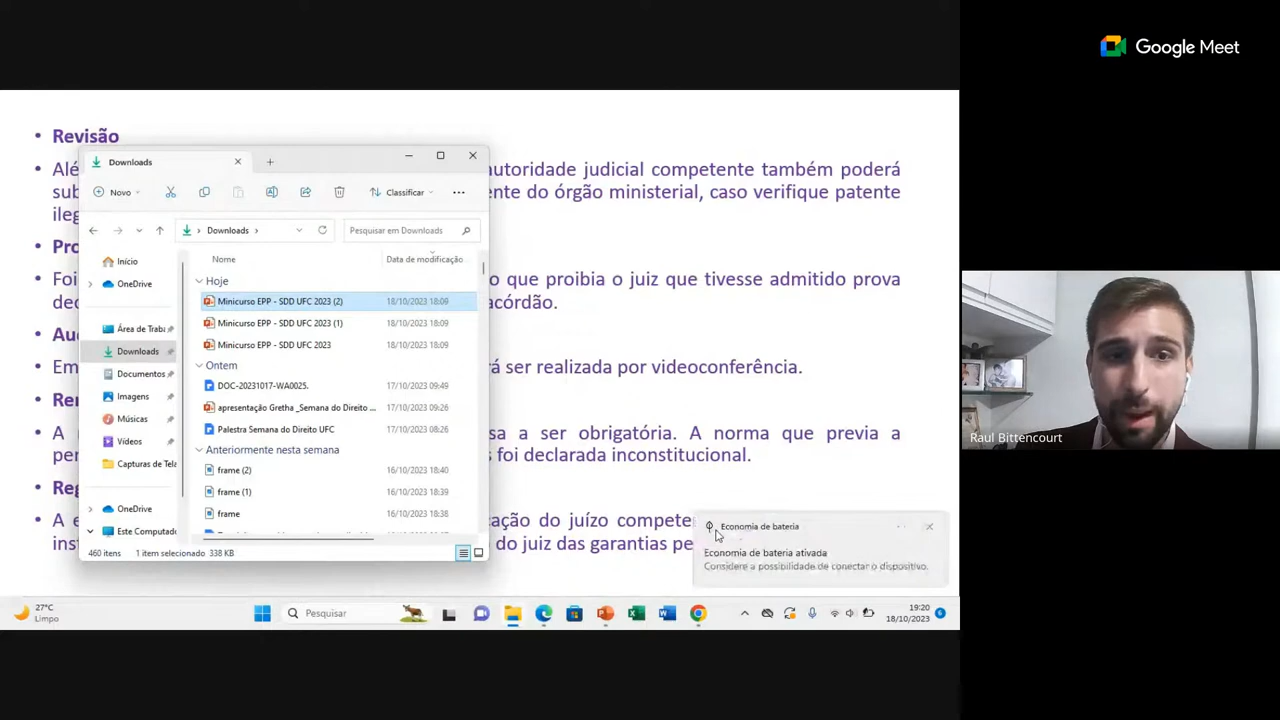 Google Meet
Revisão
Downloads
autoridade judicial competente também poderá
Novo
Classificar
ente do órgão ministerial, caso verifique patente
Downloads
Pesquisar em Downloads
Nome
Data de modificação
Início
OneDrive
Hoje
o que proibia o juiz que tivesse admitido prova
Minicurso EPP - SDD UFC 2023 (2) 18/10/2023 18:09
acórdão.
Minicurso EPP - SDD UFC 2023 (1) 18/10/2023 18:09
Minicurso EPP - SDD UFC 2023 18/10/2023 18:09
Área de Traba
Downloads
Documentos
Imagens
Músicas
Vídeos
Capturas de Tela
OneDrive
Este Computado
Ontem
rá ser realizada por videoconferência.
DOC-20231017-WA0025. 17/10/2023 09:49
apresentação Gretha _Semana do Direito ... 17/10/2023 09:26
Palestra Semana do Direito UFC 17/10/2023 08:26
sa a ser obrigatória. A norma que previa a
Anteriormente nesta semana
s foi declarada inconstitucional.
frame (2) 16/10/2023 18:40
frame (1) 16/10/2023 18:39
frame 16/10/2023 18:38
cação do juízo compete
do juiz das garantias pe
460 itens 1 item selecionado 338 KB
Economia de bateria
Economia de bateria ativada
Considere a possibilidade de conectar o dispositivo.
Raul Bittencourt
27°C
Limpo
Pesquisar
19:20
18/10/2023
6